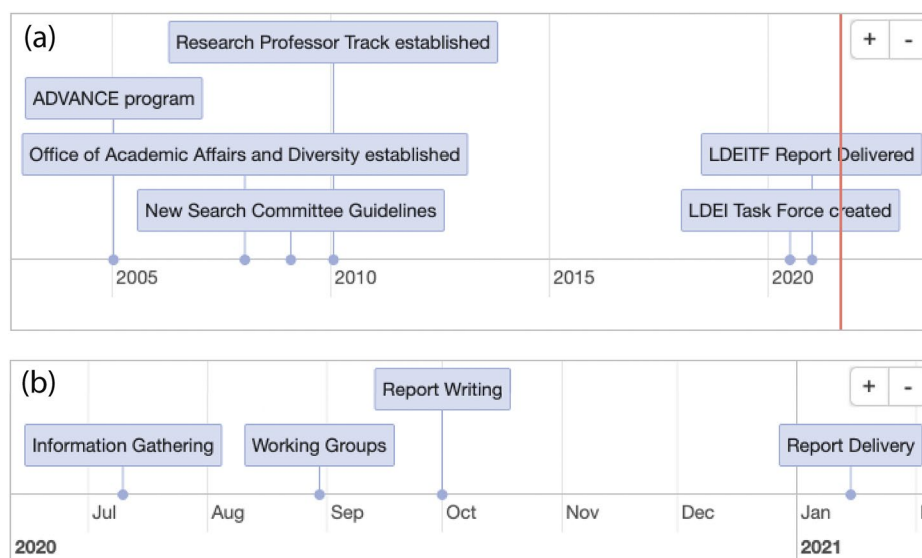 (a)
Research Professor Track established
+ -
ADVANCE program
Office of Academic Affairs and Diversity established
LDEITF Report Delivered
New Search Committee Guidelines
LDEI Task Force created
2005 2010 2015 2020
(b)
Report Writing
+ -
Information Gathering
Working Groups
Report Delivery
Jul Aug Sep Oct Nov Dec Jan
2020 2021